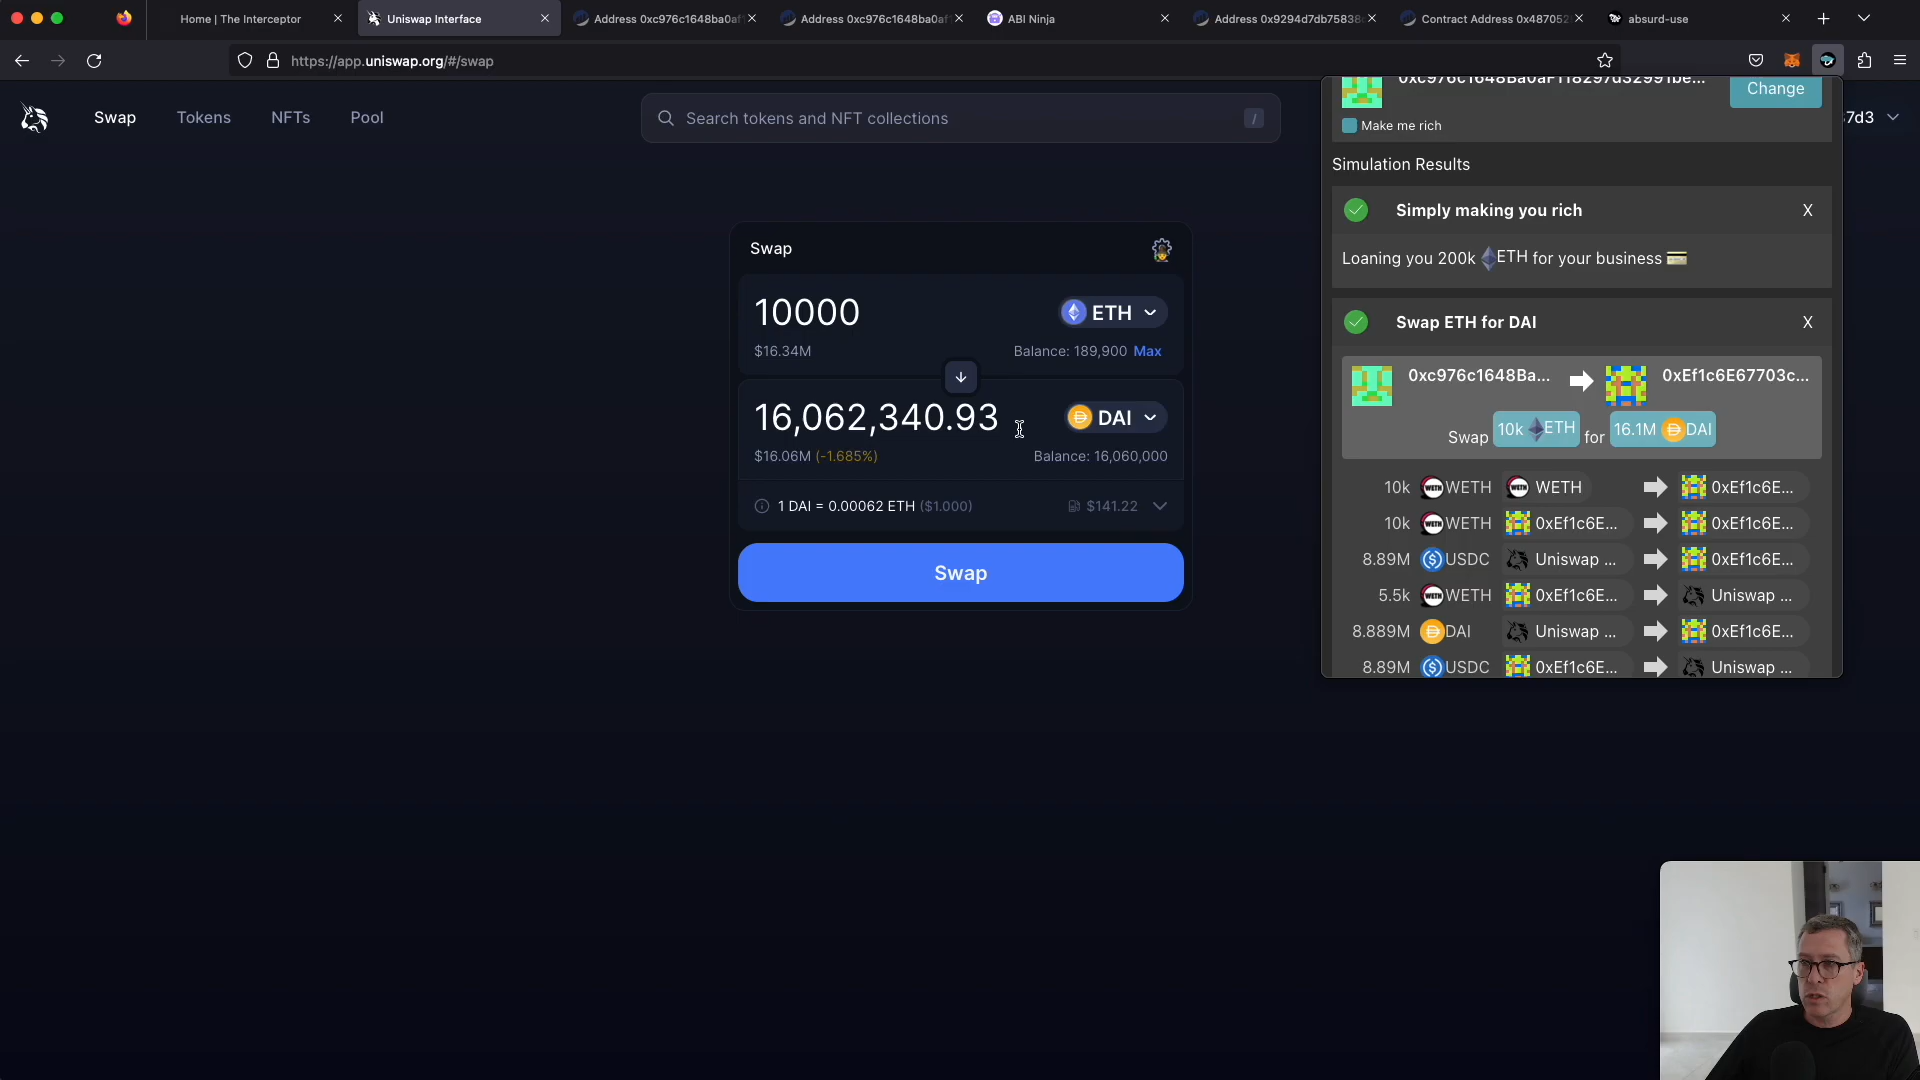 Home | The Interceptor
Uniswap Interface
Address 0xc976c1648ba0af
Address 0xc976c1648ba0af
ABI Ninja
Address 0x9294d7db75838
Contract Address 0x487052
absurd-use
https://app.uniswap.org/#/swap
Swap
Tokens
NFTs
Pool
Search tokens and NFT collections
/
7d3
Change
Make me rich
Simulation Results
Simply making you rich
X
Loaning you 200k ETH for your business
Swap ETH for DAI
X
0xc976c1648Ba...
0xEf1c6E67703c...
Swap 10k ETH for 16.1M DAI
10k WETH WETH 0xEf1c6E...
10k WETH 0xEf1c6E... 0xEf1c6E...
8.89M USDC Uniswap ... 0xEf1c6E...
5.5k WETH 0xEf1c6E... Uniswap ...
8.889M DAI Uniswap ... 0xEf1c6E...
8.89M USDC 0xEf1c6E... Uniswap ...
Swap
10000
ETH
$16.34M
Balance: 189,900 Max
16,062,340.93
DAI
$16.06M (-1.685%)
Balance: 16,060,000
1 DAI = 0.00062 ETH ($1.000)
$141.22
Swap